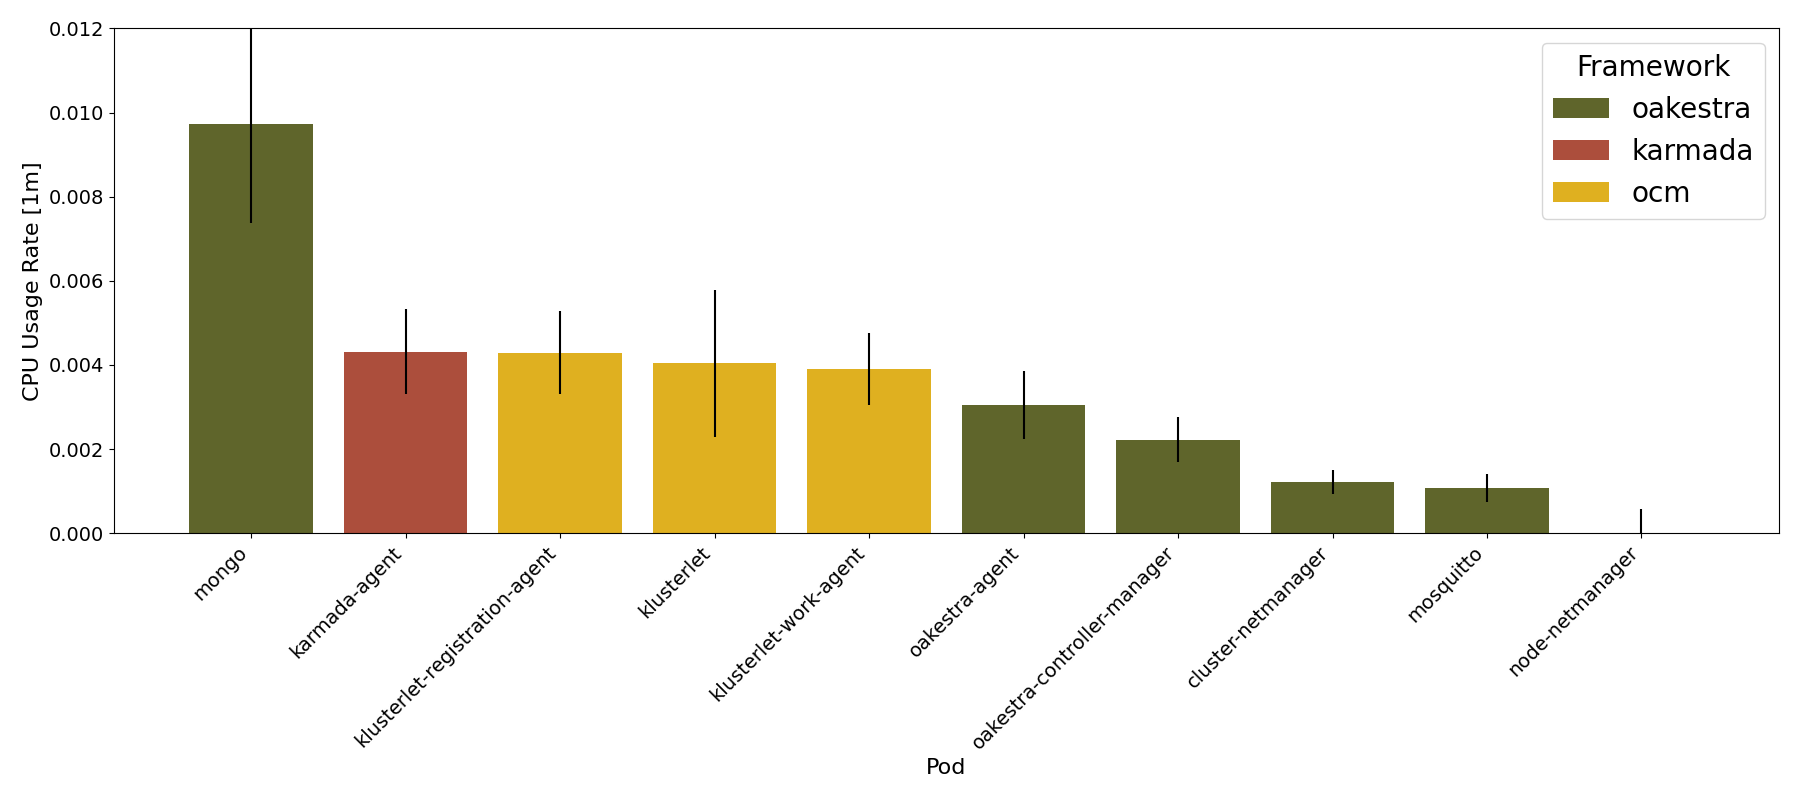 0.012
0.010
0.008
0.006
0.004
0.002
0.000
CPU Usage Rate [1m]
Framework
oakestra
karmada
ocm
mongo
karmada-agent
klusterlet-registration-agent
klusterlet
klusterlet-work-agent
oakestra-agent
oakestra-controller-manager
cluster-netmanager
mosquitto
node-netmanager
Pod